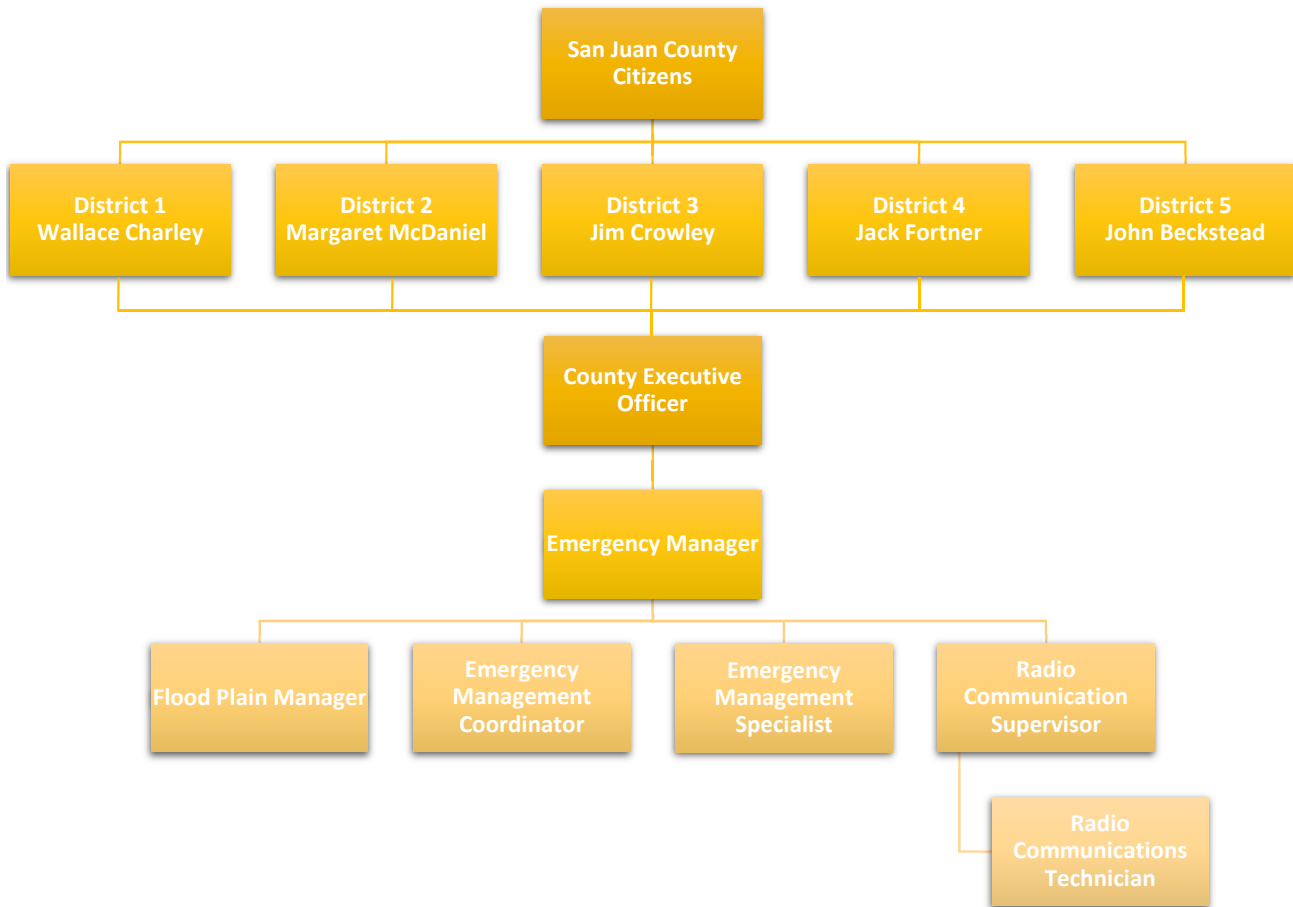 San Juan County
Citizens
District 1
Wallace Charley
District 2
Margaret McDaniel
District 3
Jim Crowley
District 4
Jack Fortner
District 5
John Beckstead
County Executive
Officer
Emergency Manager
Flood Plain Manager
Emergency
Management
Coordinator
Emergency
Management
Specialist
Radio
Communication
Supervisor
Radio
Communications
Technician